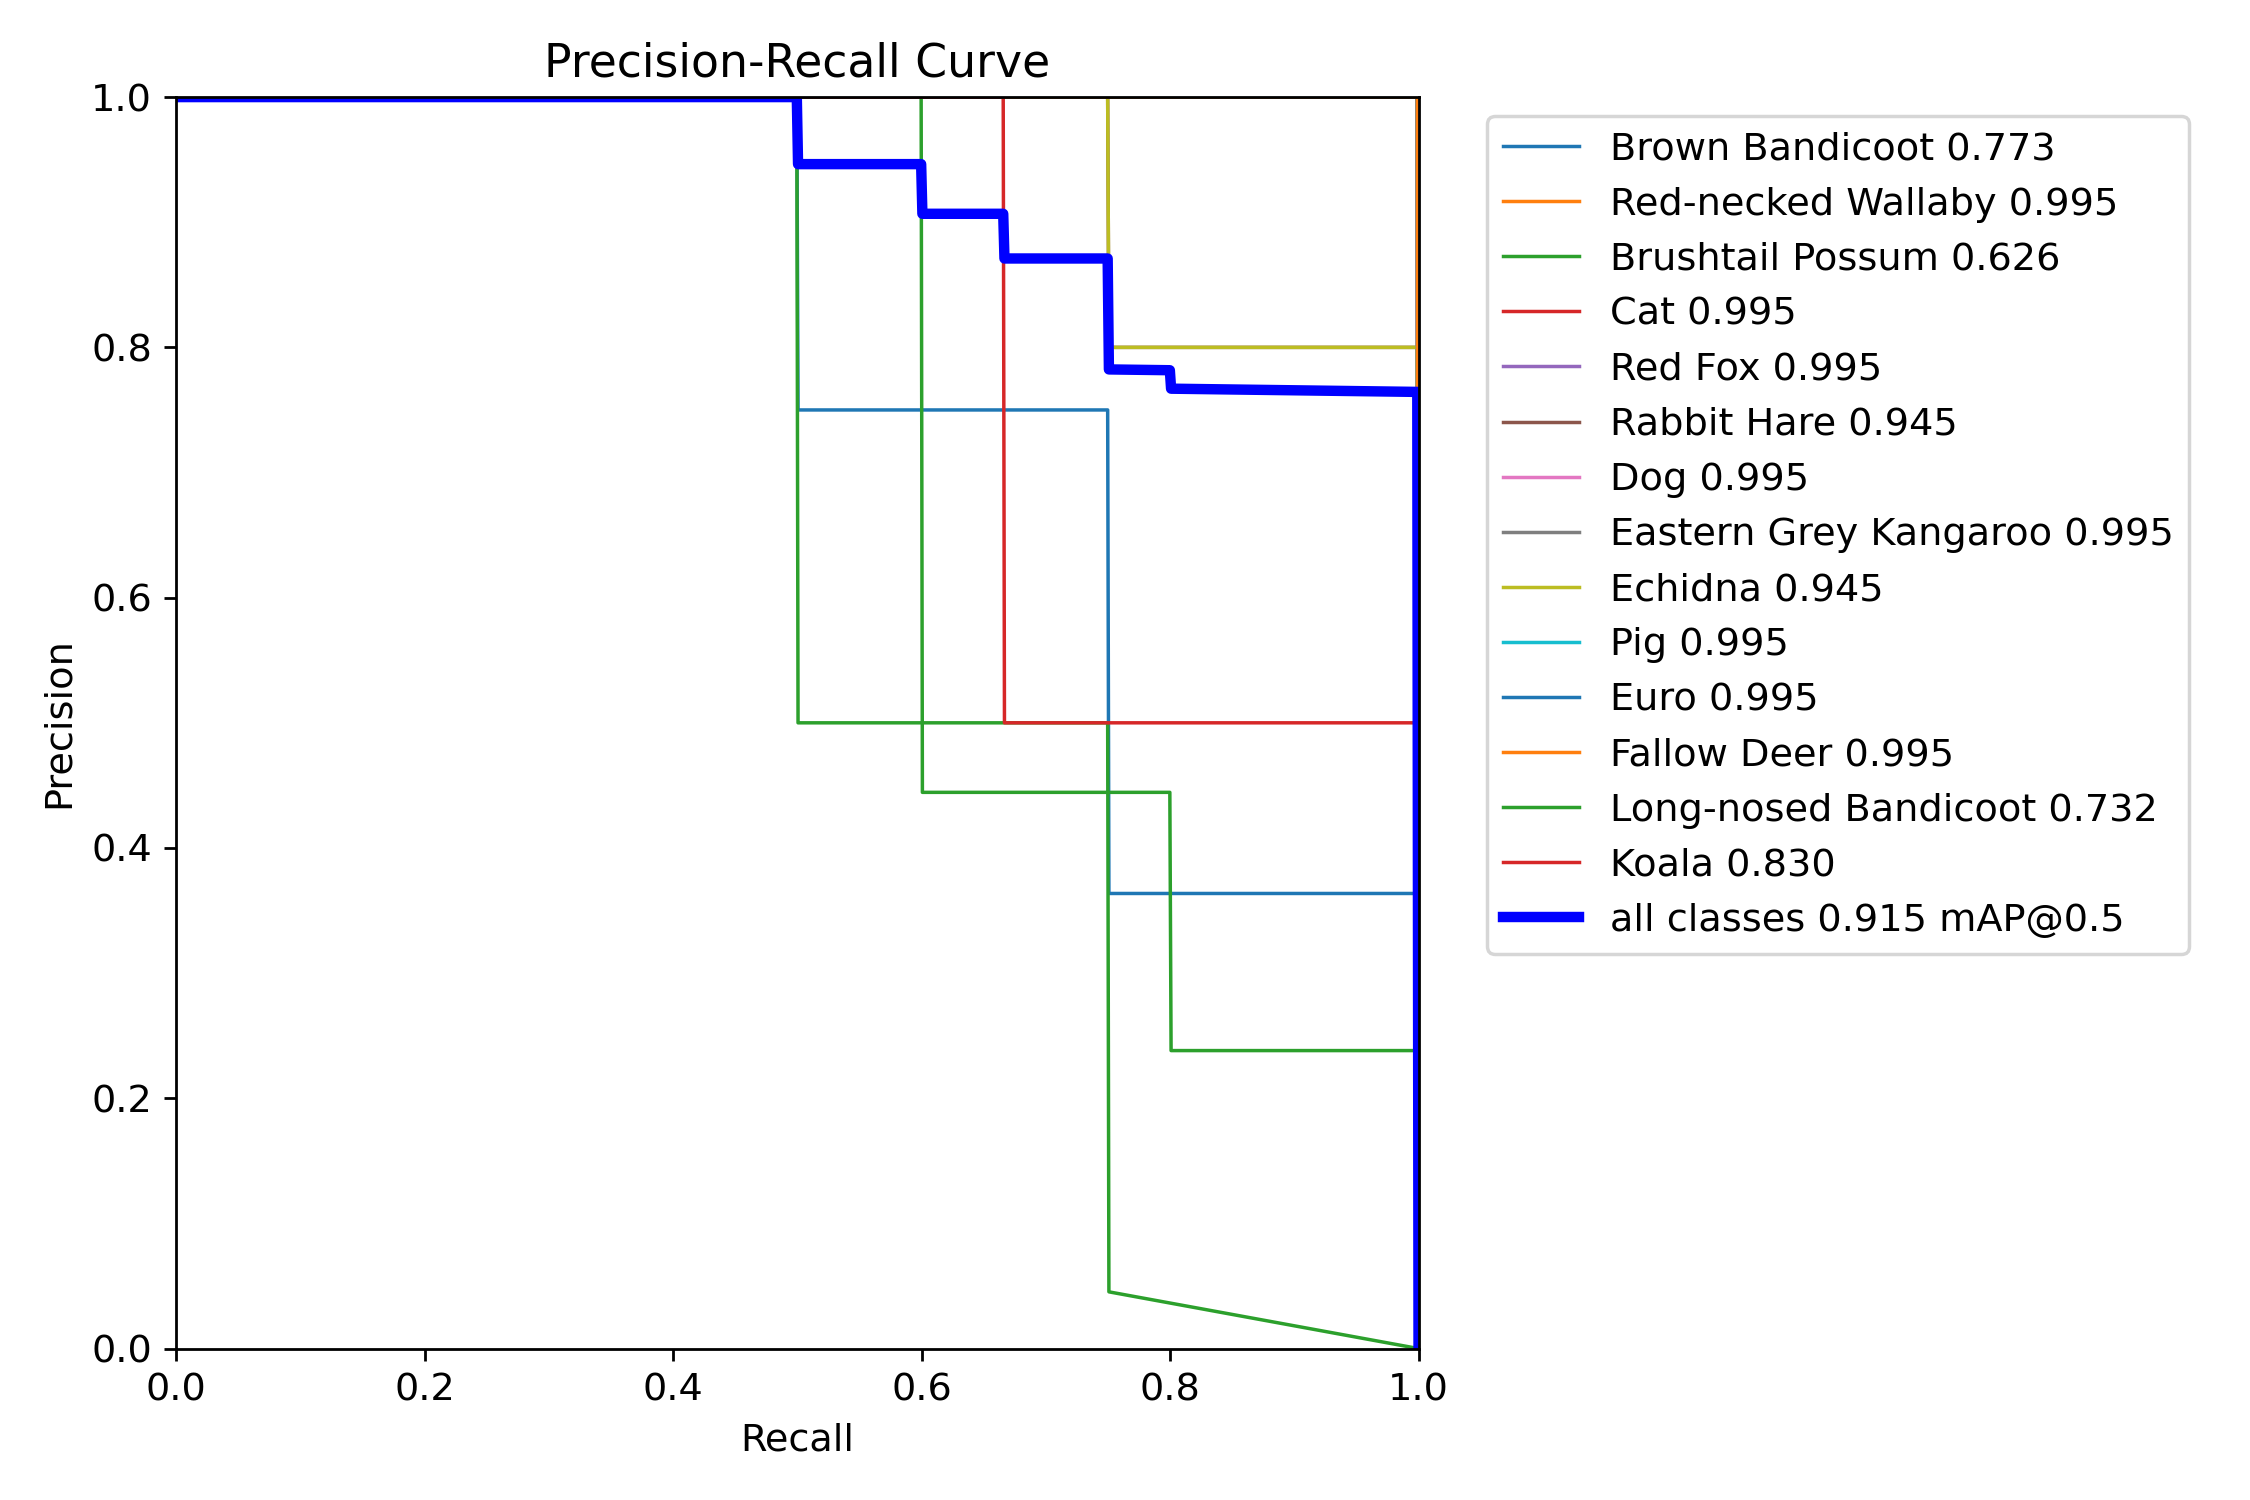 Precision-Recall Curve
1.0
0.8
0.6
0.4
0.2
0.0
Precision
0.0 0.2 0.4 0.6 0.8 1.0
Recall
Brown Bandicoot 0.773
Red-necked Wallaby 0.995
Brushtail Possum 0.626
Cat 0.995
Red Fox 0.995
Rabbit Hare 0.945
Dog 0.995
Eastern Grey Kangaroo 0.995
Echidna 0.945
Pig 0.995
Euro 0.995
Fallow Deer 0.995
Long-nosed Bandicoot 0.732
Koala 0.830
all classes 0.915 mAP@0.5